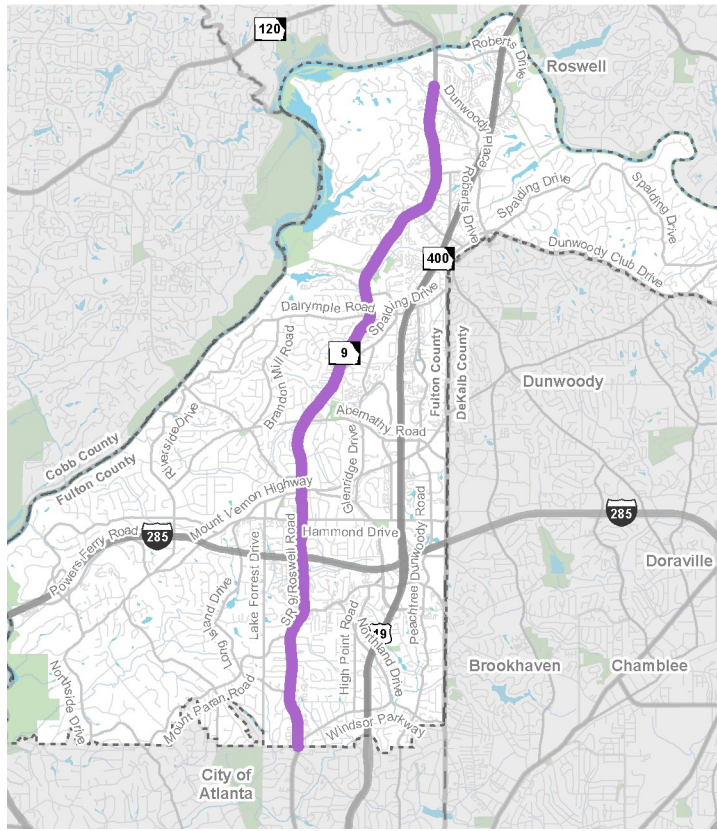 120
Roberts Drive
Roswell
Dunwoody Place
Roberts Drive
Spalding Drive
Spalding Drive
Dunwoody Club Drive
400
Spalding Drive
Dalrymple Road
9
Brandon Mill Road
Fulton County
DeKalb County
Dunwoody
Abernathy Road
Riverside Drive
Cobb County
Fulton County
Glenridge Drive
Mount Vernon Highway
285
285
Powers Ferry Road
Hammond Drive
Peachtree Dunwoody Road
Doraville
SR 9/Roswell Road
Lake Forrest Drive
Long Island Drive
High Point Road
19
Northland Drive
Brookhaven
Chamblee
Northside Drive
Mount Paran Road
Windsor Parkway
City of
Atlanta